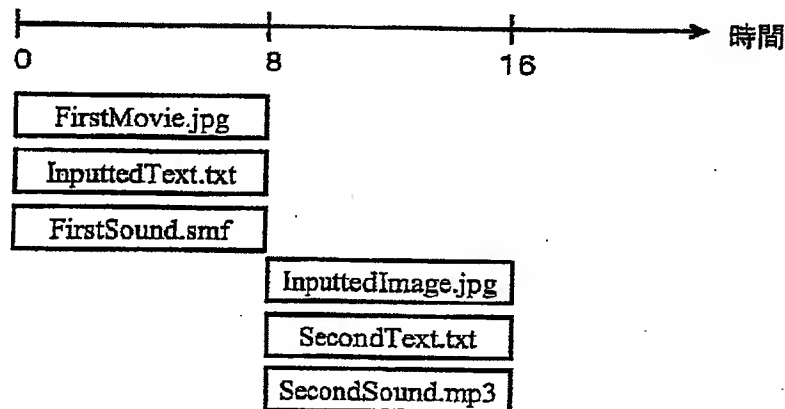 時間
0 8 16
FirstMovie.jpg
InputtedText.txt
FirstSound.smf
InputtedImage.jpg
SecondText.txt
SecondSound.mp3